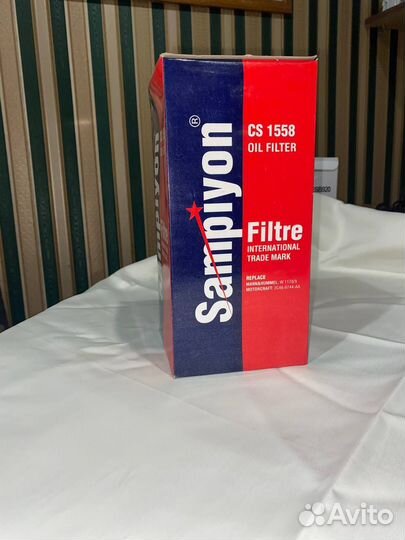 Sampiyon®
CS 1558
OIL FILTER
Filtre
INTERNATIONAL
TRADE MARK
REPLACE
Avito